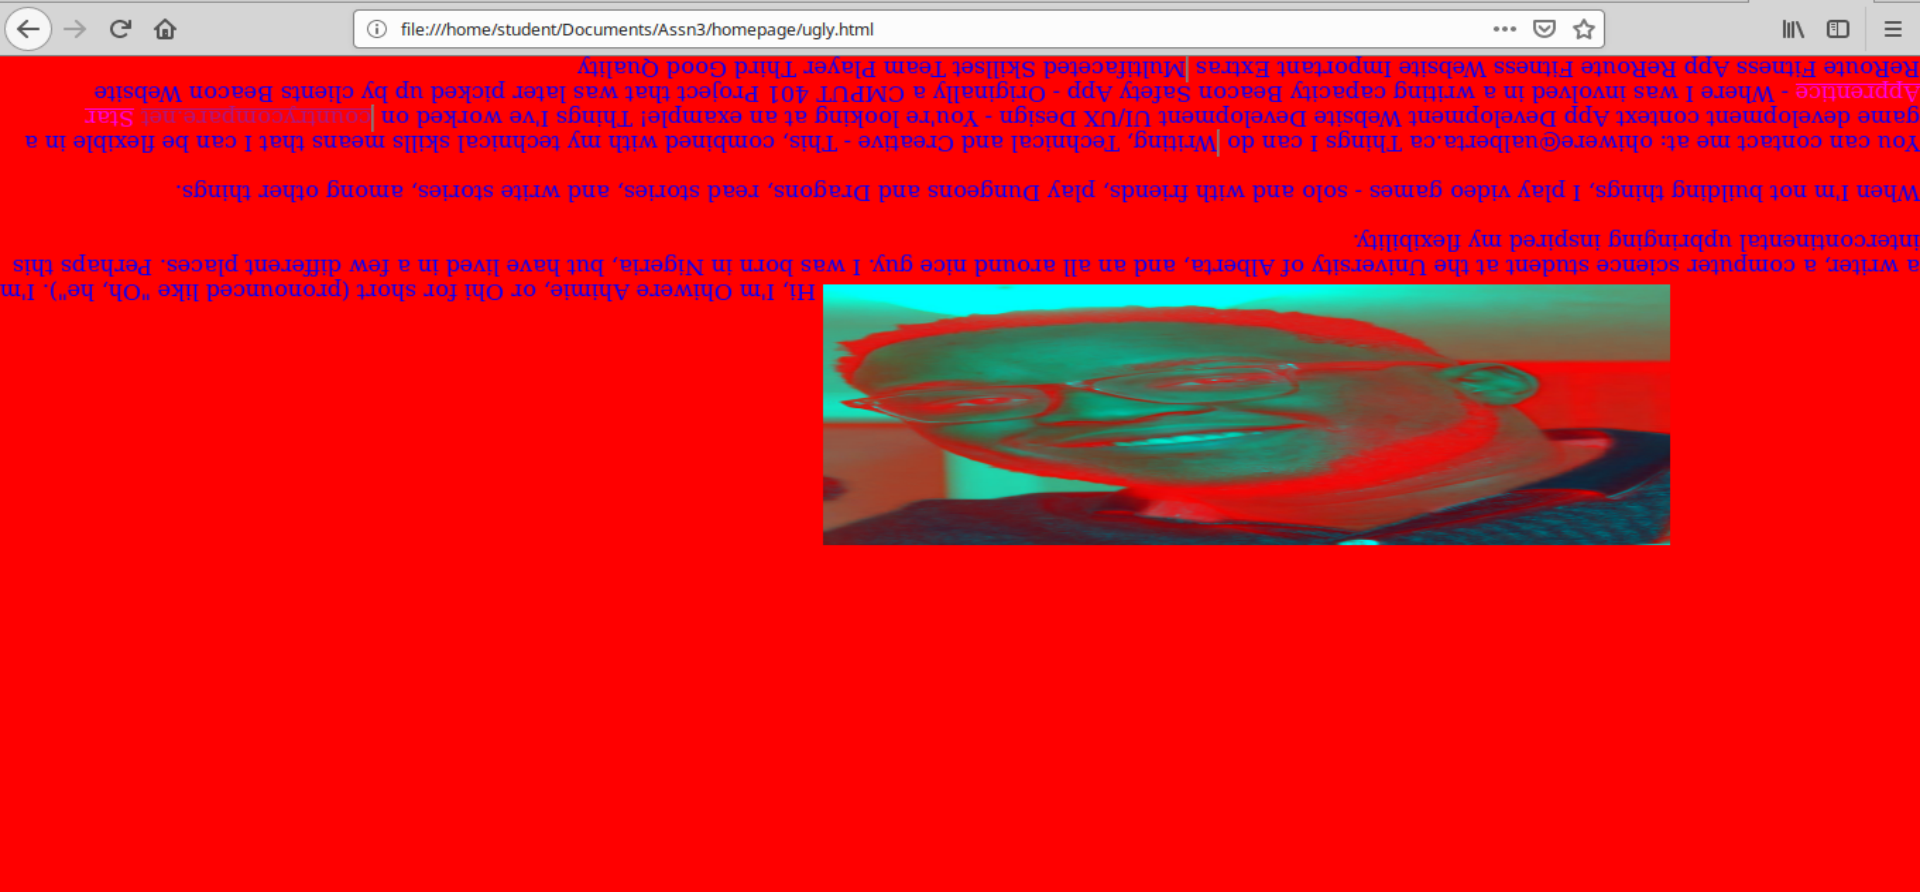 file:///home/student/Documents/Assn3/homepage/ugly.html
Hi, I'm Ohiwere Ahimie, or Ohi for short (pronounced like "Oh, he"). I'm
a writer, a computer science student at the University of Alberta, and an all around nice guy. I was born in Nigeria, but have lived in a few different places. Perhaps this
intercontinental upbringing inspired my flexibility.
When I'm not building things, I play video games - solo and with friends, play Dungeons and Dragons, read stories, and write stories, among other things.
You can contact me at: ohiwere@ualberta.ca Things I can do Writing, Technical and Creative - This, combined with my technical skills means that I can be flexible in a
game development context App Development Website Development UI/UX Design - You're looking at an example! Things I've worked on countrycompare.net Star
Apprentice - Where I was involved in a writing capacity Beacon Safety App - Originally a CMPUT 401 Project that was later picked up by clients Beacon Website
ReRoute Fitness App ReRoute Fitness Website Important Extras Multifaceted Skillset Team Player Third Good Quality